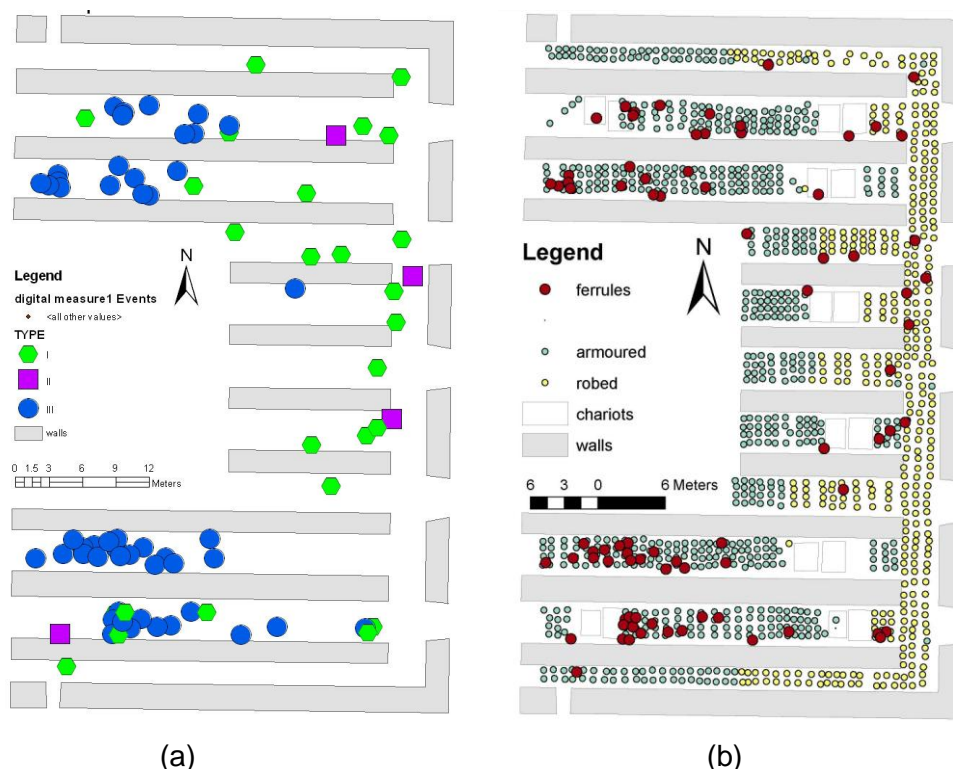 N
Legend
digital measure1 Events
<all other values>
TYPE
I
II
III
walls
0 1.5 3 6 9 12
Meters
(a)
N
Legend
ferrules
armoured
robed
chariots
walls
6 3 0 6 Meters
(b)